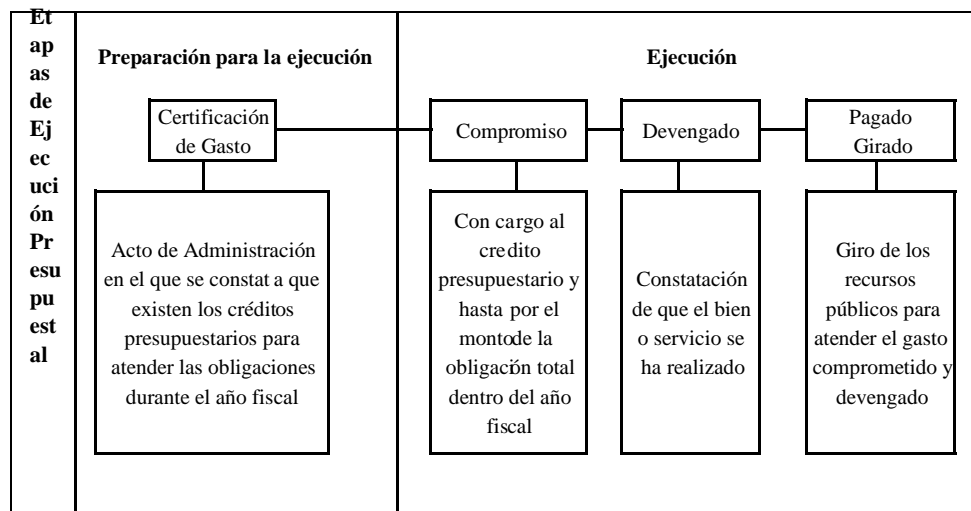 Et
ap
as
de
Ej
ec
uci
ón
Pr
esu
pu
est
al
Preparación para la ejecución
Ejecución
Certificación
de Gasto
Compromiso
Devengado
Pagado
Girado
Acto de Administración
en el que se constat a que
existen los créditos
presupuestarios para
atender las obligaciones
durante el año fiscal
Con cargo al
credito
presupuestario y
hasta por el
montode la
obligación total
dentro del año
fiscal
Constatación
de que el bien
o servicio se
ha realizado
Giro de los
recursos
públicos para
atender el gasto
comprometido y
devengado